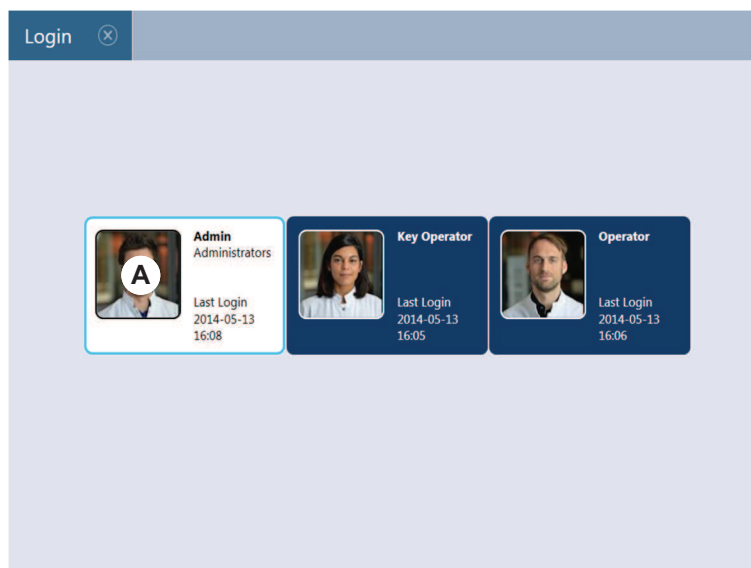 Login
A
Admin
Administrators
Last Login
2014-05-13
16:08
Key Operator
Last Login
2014-05-13
16:05
Operator
Last Login
2014-05-13
16:06